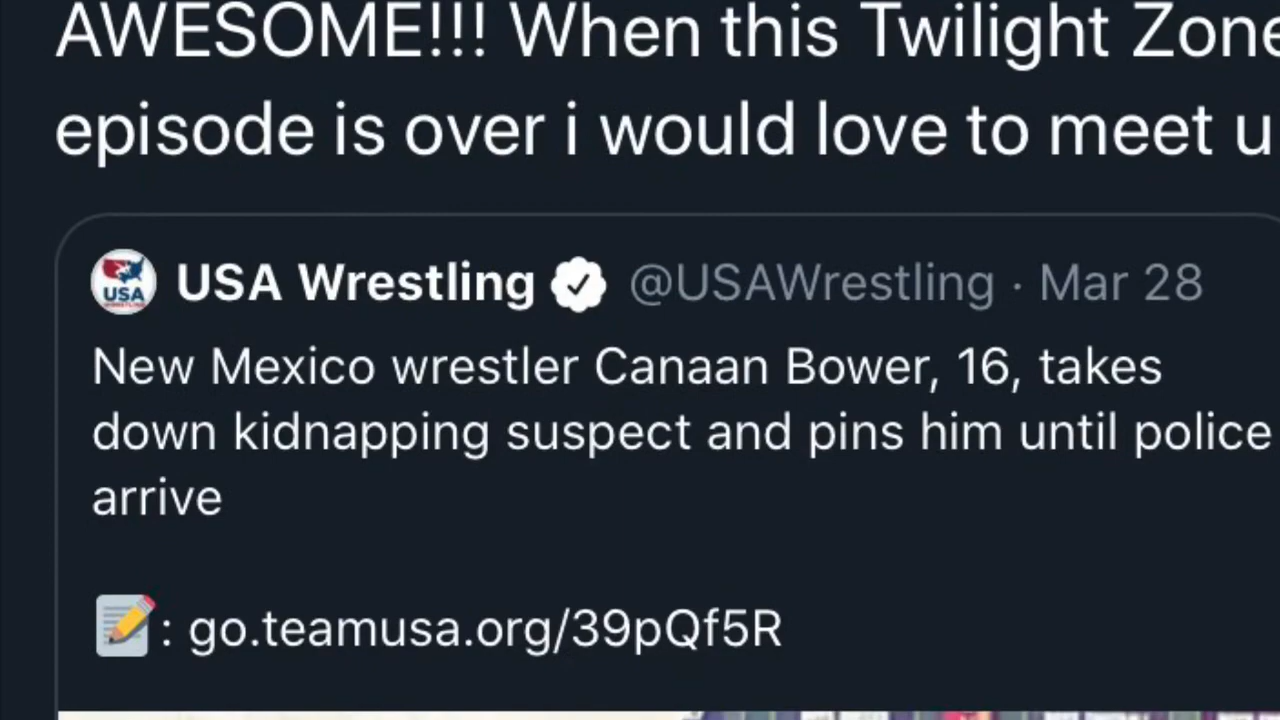 AWESOME!!! When this Twilight Zone
episode is over i would love to meet u
USA Wrestling @USAWrestling · Mar 28
New Mexico wrestler Canaan Bower, 16, takes
down kidnapping suspect and pins him until police
arrive
📝: go.teamusa.org/39pQf5R